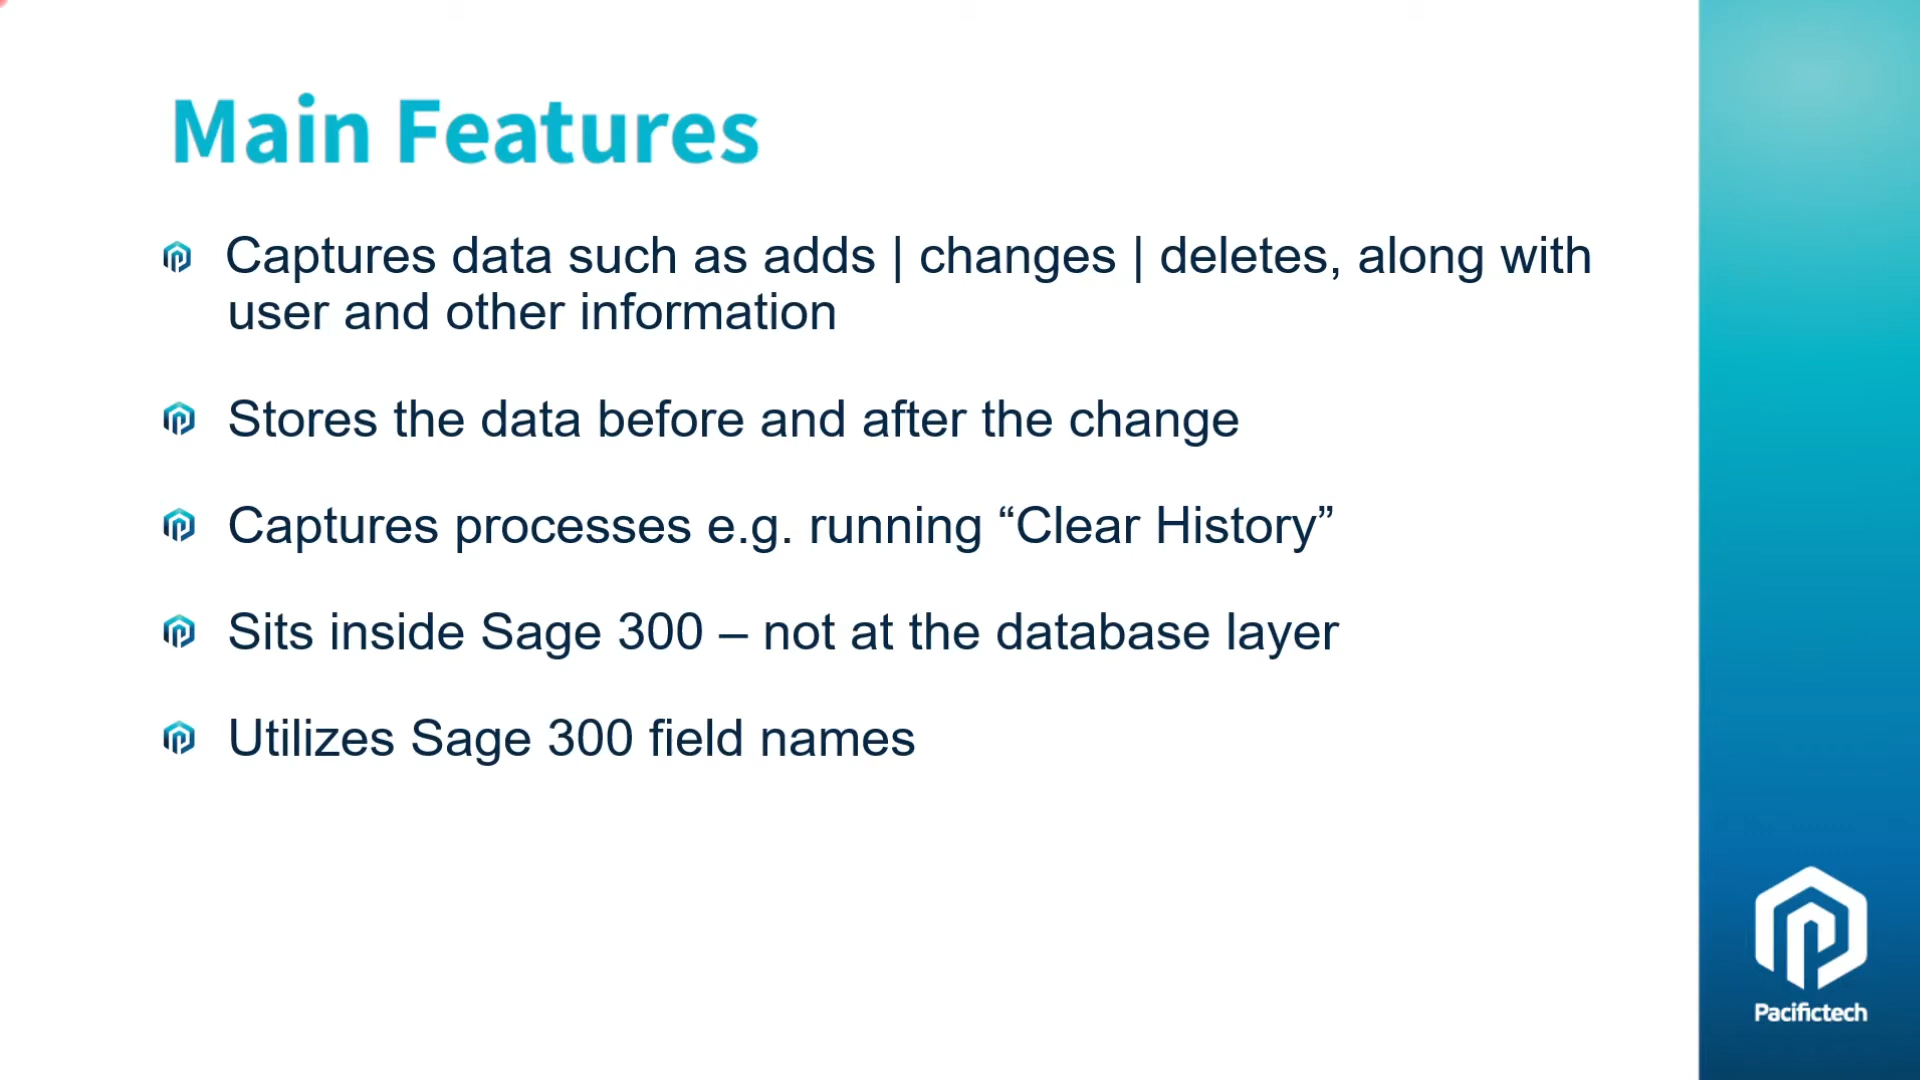 Main Features
Captures data such as adds | changes | deletes, along with
user and other information
Stores the data before and after the change
Captures processes e.g. running “Clear History”
Sits inside Sage 300 – not at the database layer
Utilizes Sage 300 field names
Pacifictech